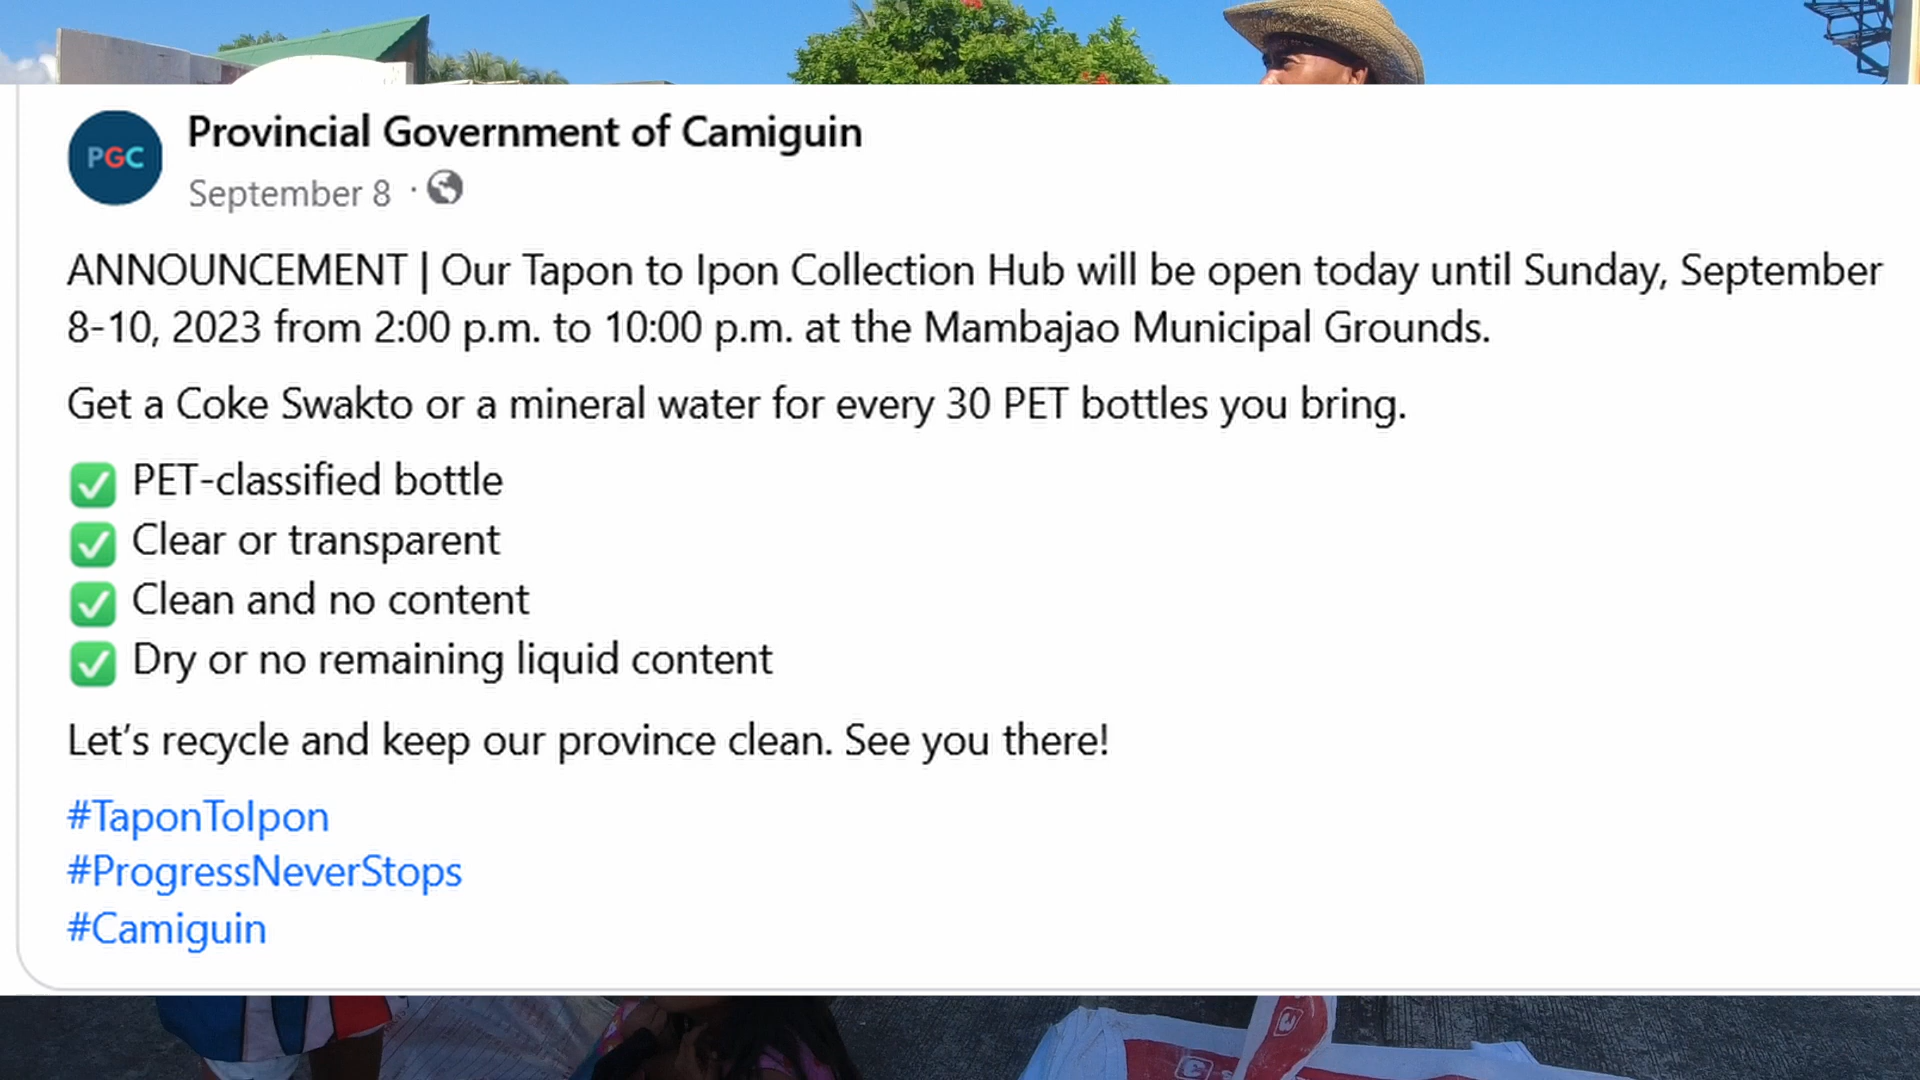 PGC
Provincial Government of Camiguin
September 8 ·
ANNOUNCEMENT | Our Tapon to Ipon Collection Hub will be open today until Sunday, September
8-10, 2023 from 2:00 p.m. to 10:00 p.m. at the Mambajao Municipal Grounds.
Get a Coke Swakto or a mineral water for every 30 PET bottles you bring.
✅ PET-classified bottle
✅ Clear or transparent
✅ Clean and no content
✅ Dry or no remaining liquid content
Let's recycle and keep our province clean. See you there!
#TaponToIpon
#ProgressNeverStops
#Camiguin